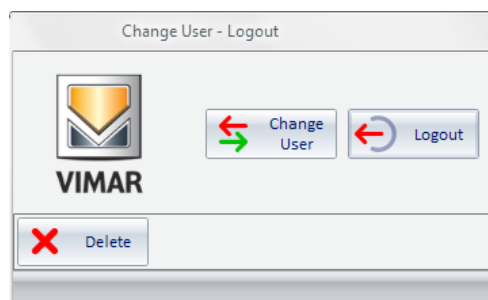 Change User - Logout
Change
User
Logout
VIMAR
Delete